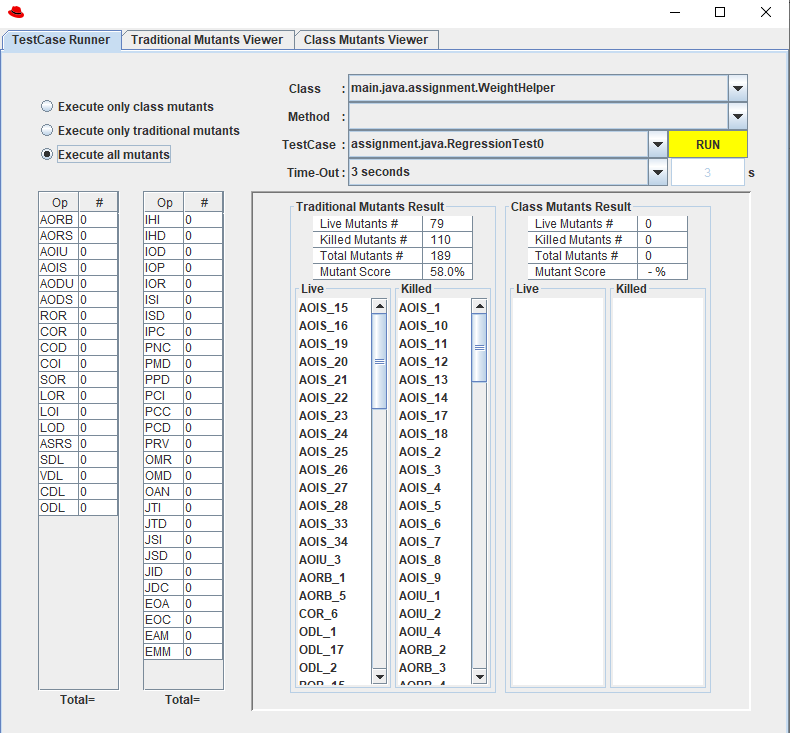 TestCase Runner Traditional Mutants Viewer Class Mutants Viewer
Execute only class mutants
Execute only traditional mutants
Execute all mutants
Class : main.java.assignment.WeightHelper
Method :
TestCase : assignment.java.RegressionTest0 RUN
Time-Out : 3 seconds 3 s
Op #
AORB 0
AORS 0
AOIU 0
AOIS 0
AODU 0
AODS 0
ROR 0
COR 0
COD 0
COI 0
SOR 0
LOR 0
LOI 0
LOD 0
ASRS 0
SDL 0
VDL 0
CDL 0
ODL 0
Total=
Op #
IHI 0
IHD 0
IOD 0
IOP 0
IOR 0
ISI 0
ISD 0
IPC 0
PNC 0
PMD 0
PPD 0
PCI 0
PCC 0
PCD 0
PRV 0
OMR 0
OMD 0
OAN 0
JTI 0
JTD 0
JSI 0
JSD 0
JID 0
JDC 0
EOA 0
EOC 0
EAM 0
EMM 0
Total=
Traditional Mutants Result
Live Mutants # 79
Killed Mutants # 110
Total Mutants # 189
Mutant Score 58.0%
Live
AOIS_15
AOIS_16
AOIS_19
AOIS_20
AOIS_21
AOIS_22
AOIS_23
AOIS_24
AOIS_25
AOIS_26
AOIS_27
AOIS_28
AOIS_33
AOIS_34
AOIU_3
AORB_1
AORB_5
COR_6
ODL_1
ODL_17
ODL_2
ROR_15
Killed
AOIS_1
AOIS_10
AOIS_11
AOIS_12
AOIS_13
AOIS_14
AOIS_17
AOIS_18
AOIS_2
AOIS_3
AOIS_4
AOIS_5
AOIS_6
AOIS_7
AOIS_8
AOIS_9
AOIU_1
AOIU_2
AOIU_4
AORB_2
AORB_3
AORB_4
Class Mutants Result
Live Mutants # 0
Killed Mutants # 0
Total Mutants # 0
Mutant Score - %
Live
Killed